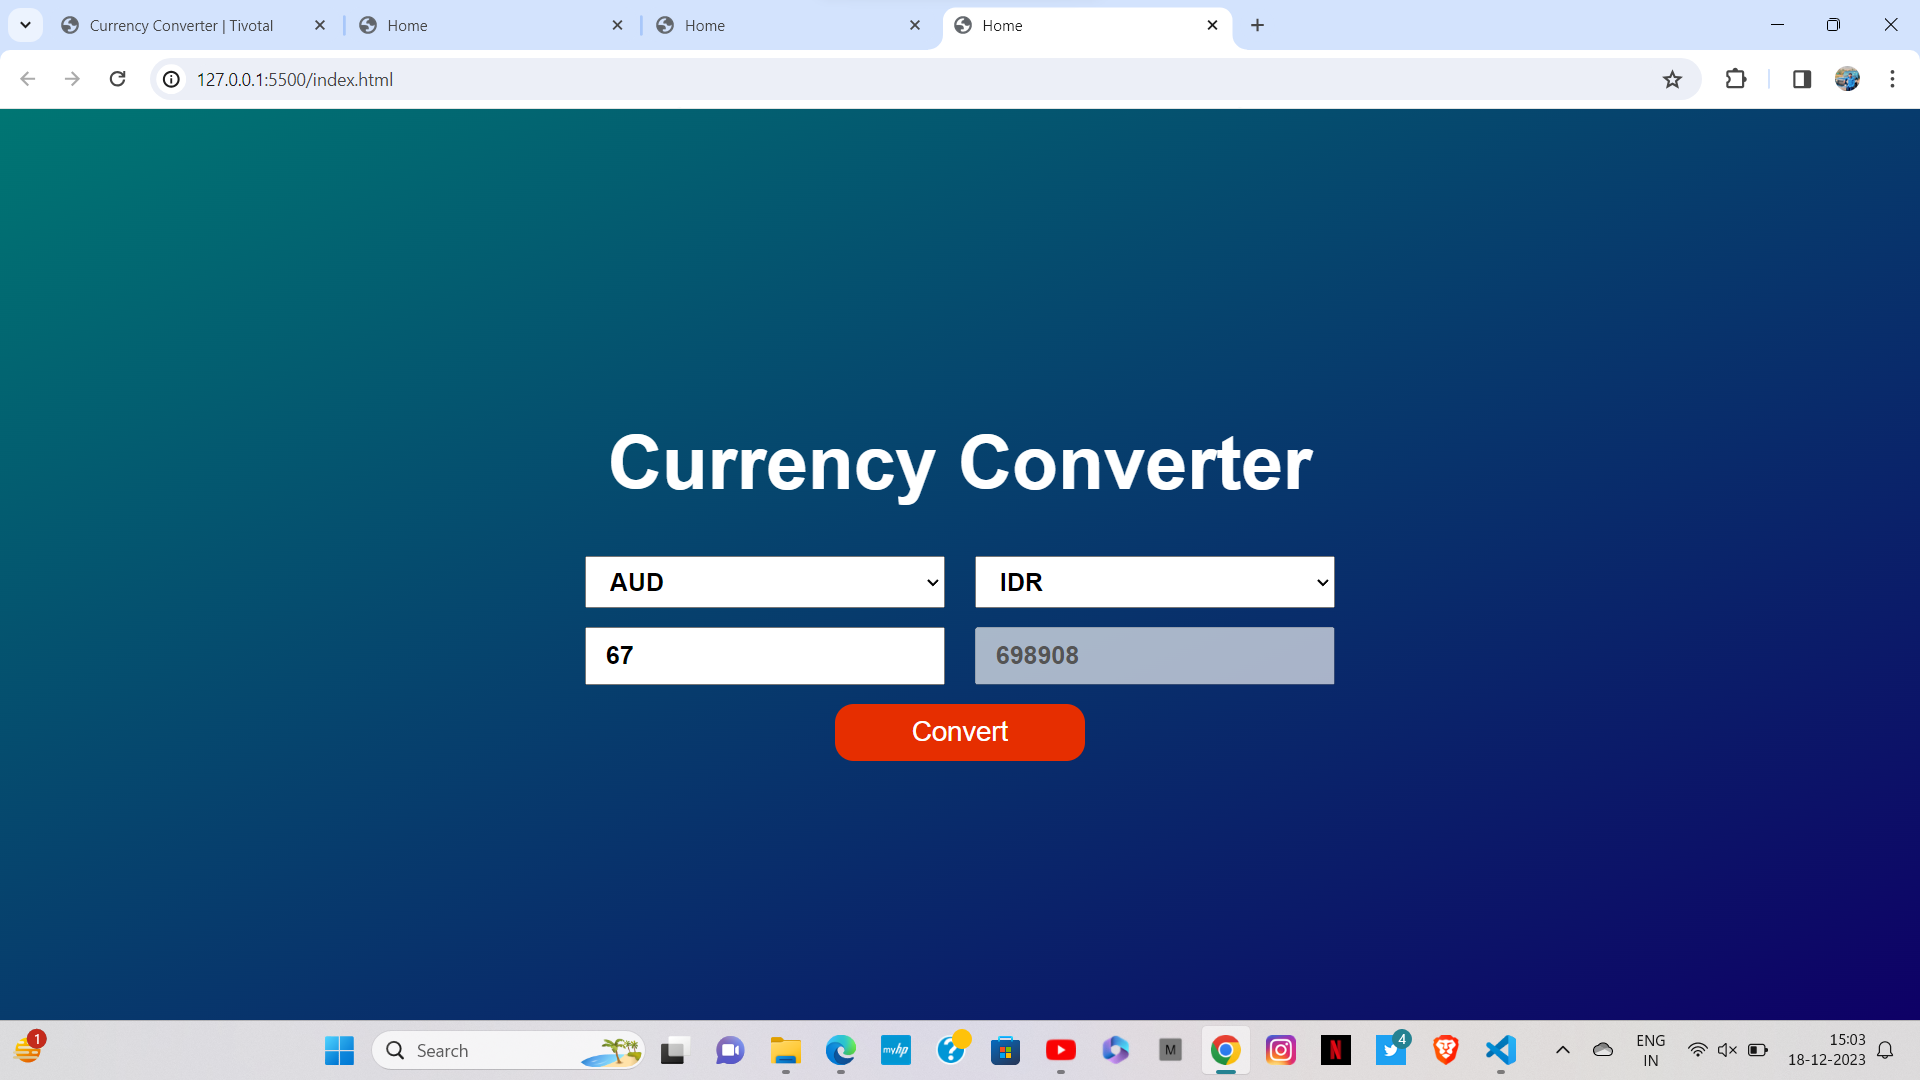 Currency Converter | Tivotal
Home
Home
Home
127.0.0.1:5500/index.html
Currency Converter
AUD
IDR
67
698908
Convert
1
Search
myhp
?
M
N
4
ENG
IN
15:03
18-12-2023